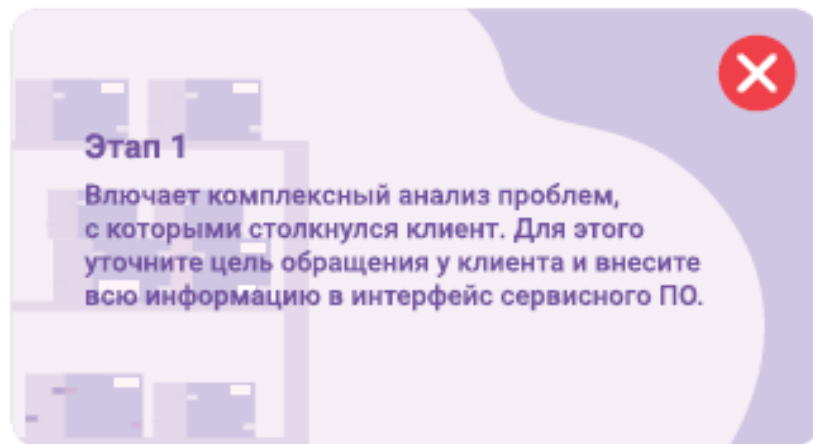 Этап 1
Влючает комплексный анализ проблем,
с которыми столкнулся клиент. Для этого
уточните цель обращения у клиента и внесите
всю информацию в интерфейс сервисного ПО.